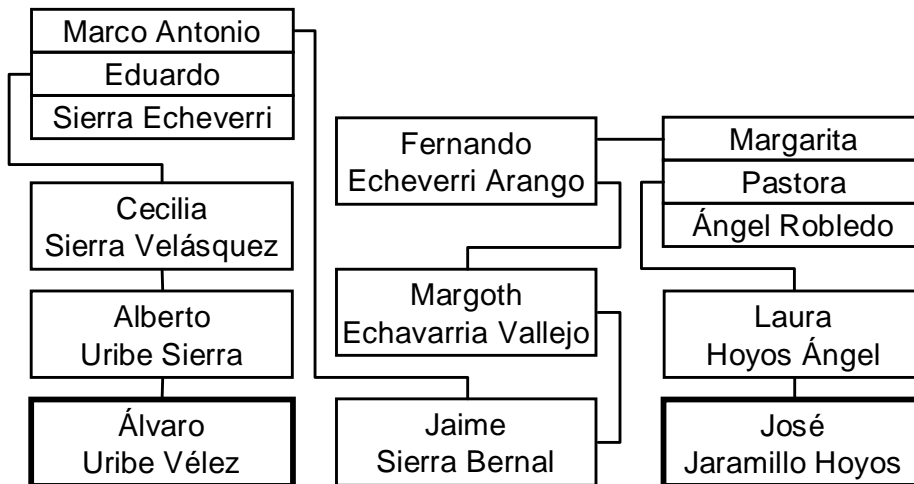 Marco Antonio
Eduardo
Sierra Echeverri
Fernando
Echeverri Arango
Margarita
Pastora
Ángel Robledo
Cecilia
Sierra Velásquez
Margoth
Echavarria Vallejo
Alberto
Uribe Sierra
Laura
Hoyos Ángel
Álvaro
Uribe Vélez
Jaime
Sierra Bernal
José
Jaramillo Hoyos